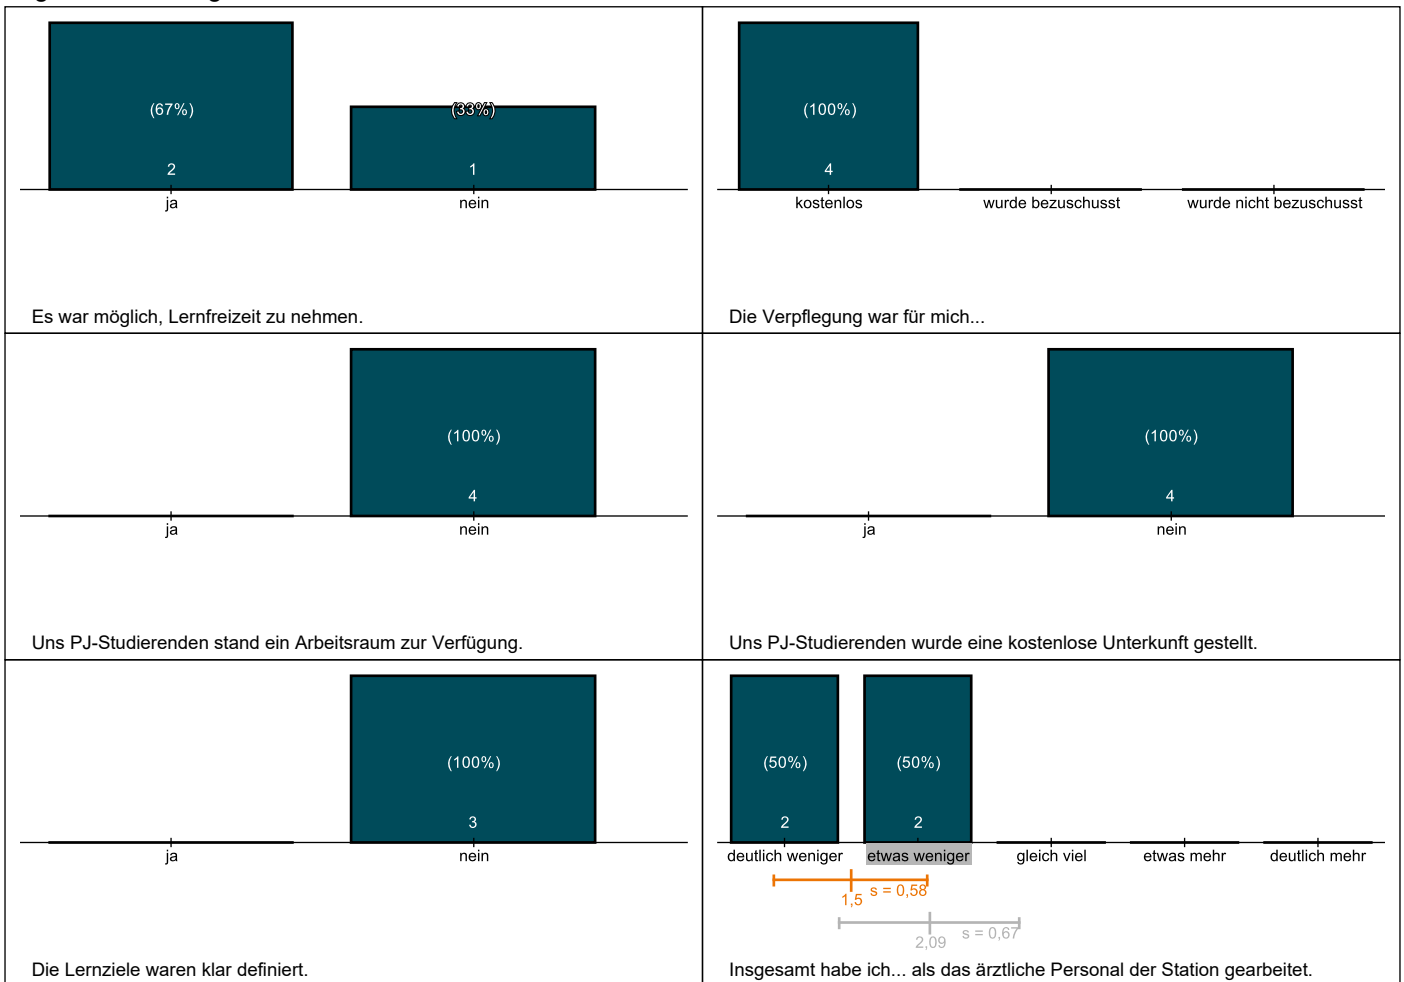 (67%)
(33%)
2
1
ja
nein
Es war möglich, Lernfreizeit zu nehmen.
(100%)
4
kostenlos
wurde bezuschusst
wurde nicht bezuschusst
Die Verpflegung war für mich...
(100%)
4
ja
nein
Uns PJ-Studierenden stand ein Arbeitsraum zur Verfügung.
(100%)
4
ja
nein
Uns PJ-Studierenden wurde eine kostenlose Unterkunft gestellt.
(100%)
3
ja
nein
Die Lernziele waren klar definiert.
(50%)
(50%)
2
2
deutlich weniger
etwas weniger
gleich viel
etwas mehr
deutlich mehr
1,5
s = 0,58
2,09
s = 0,67
Insgesamt habe ich... als das ärztliche Personal der Station gearbeitet.